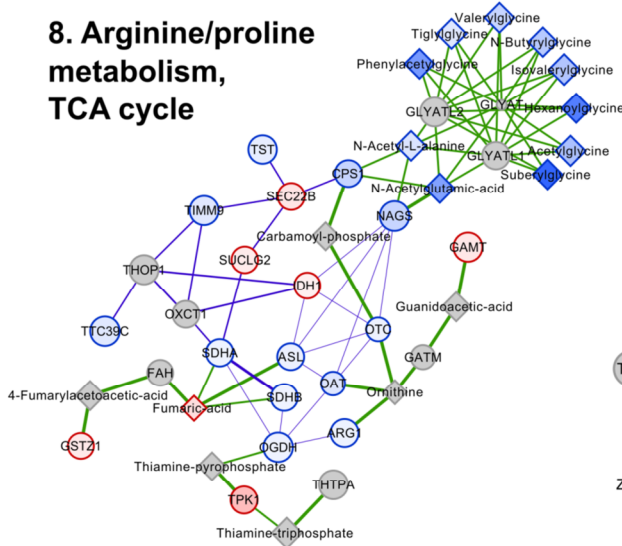 8. Arginine/proline
metabolism,
TCA cycle
Valerylglycine
Tiglylglycine
N-Butyrylglycine
Phenylacetylglycine
Isovalerylglycine
GLYATL2
GLYAT
Hexanoylglycine
N-Acetyl-L-alanine
GLYATL1
Acetylglycine
Suberylglycine
TST
CPS1
N-Acetylglutamic-acid
SEC22B
TIMM9
NAGS
Carbamoyl-phosphate
GAMT
SUCLG2
THOP1
IDH1
Guanidoacetic-acid
OXCT1
TTC39C
OTC
SDHA
ASL
GATM
FAH
OAT
Ornithine
4-Fumarylacetoacetic-acid
Fumaric-acid
SDHB
GSTZ1
OGDH
ARG1
Thiamine-pyrophosphate
THTPA
TPK1
Thiamine-triphosphate